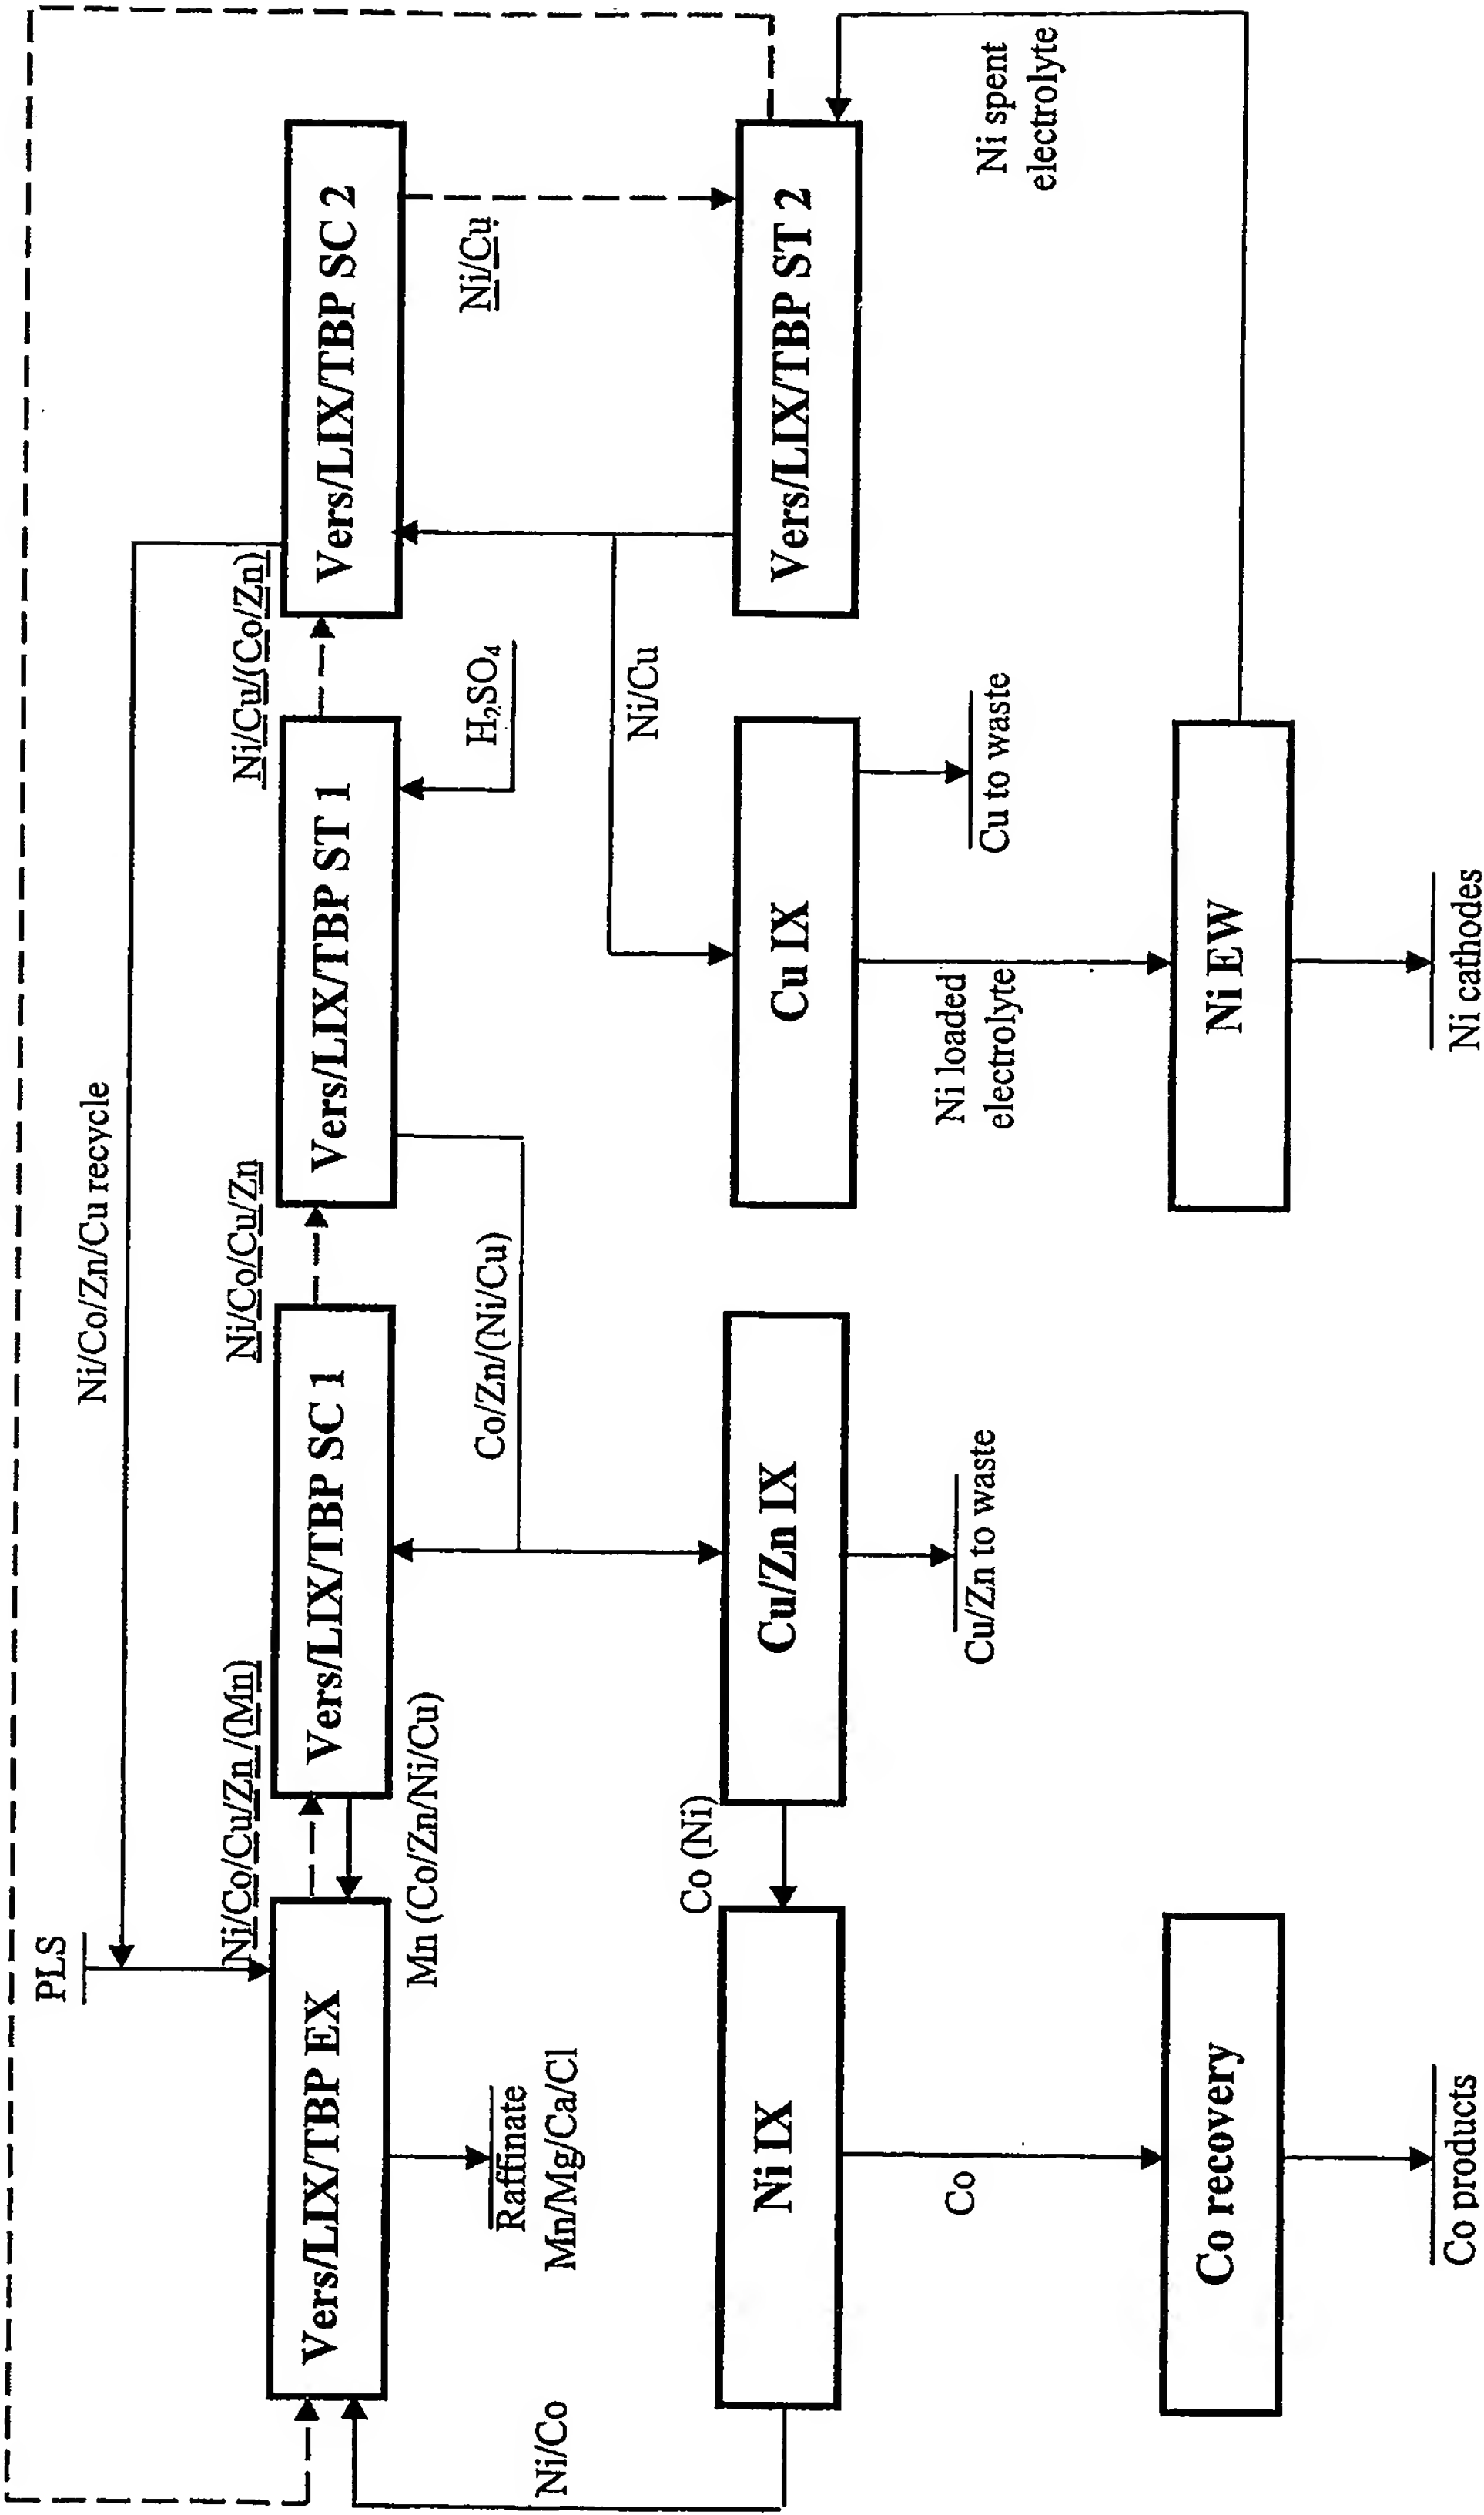 PLS
Ni/Co/Zn/Cu recycle
Ni/Co/Cu/Zn /(Mn)
Ni/Co/Cu/Zn
Ni/Cu/(Co/Zn)
Vers/LIX/TBP EX
Vers/LIX/TBP SC 1
Vers/LIX/TBP ST 1
Vers/LIX/TBP SC 2
Mn (Co/Zn/Ni/Cu)
Co/Zn/(Ni/Cu)
H₂SO₄
Ni/Cu
Raffinate
Mn/Mg/Ca/Cl
Ni/Co
Ni/Cu
Co (Ni)
Ni IX
Cu/Zn IX
Cu IX
Vers/LIX/TBP ST 2
Co
Cu/Zn to waste
Ni loaded
electrolyte
Cu to waste
Ni spent
electrolyte
Co recovery
Ni EW
Co products
Ni cathodes